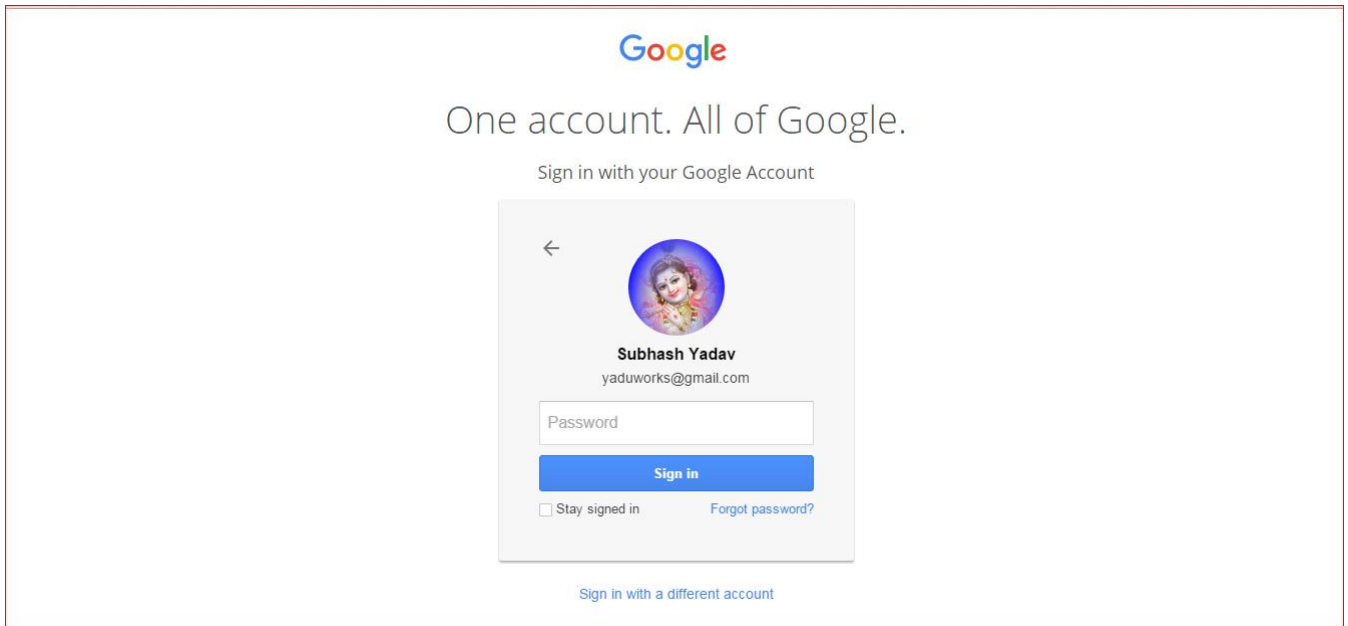 Google
One account. All of Google.
Sign in with your Google Account
Subhash Yadav
yaduworks@gmail.com
Password
Sign in
Stay signed in Forgot password?
Sign in with a different account